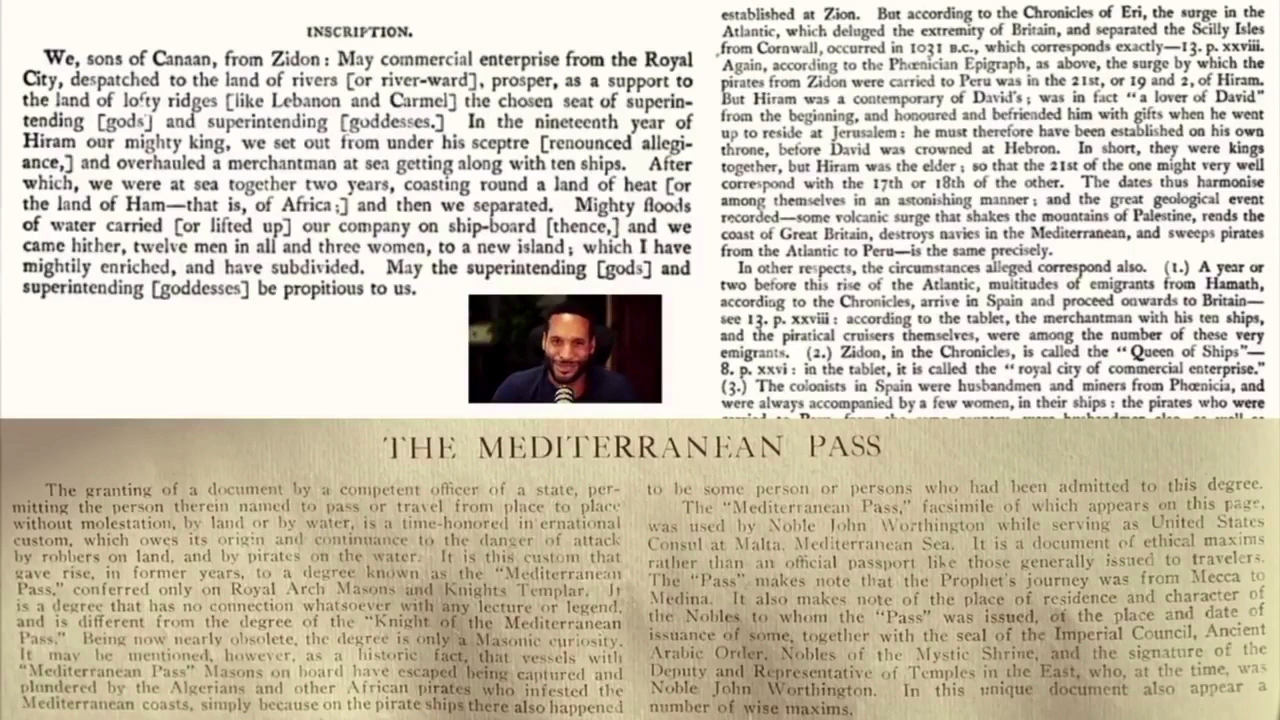 INSCRIPTION.
We, sons of Canaan, from Zidon: May commercial enterprise from the Royal
City, despatched to the land of rivers [or river-ward], prosper, as a support to
the land of lofty ridges [like Lebanon and Carmel] the chosen seat of superin-
tending [gods] and superintending [goddesses.] In the nineteenth year of
Hiram our mighty king, we set out from under his sceptre [renounced allegi-
ance,] and overhauled a merchantman at sea getting along with ten ships. After
which, we were at sea together two years, coasting round a land of heat [or
the land of Ham—that is, of Africa;] and then we separated. Mighty floods
of water carried [or lifted up] our company on ship-board [thence,] and we
came hither, twelve men in all and three women, to a new island; which I have
mightily enriched, and have subdivided. May the superintending [gods] and
superintending [goddesses] be propitious to us.
established at Zion. But according to the Chronicles of Eri, the surge in the
Atlantic, which deluged the extremity of Britain, and separated the Scilly Isles
from Cornwall, occurred in 1031 B.C., which corresponds exactly—13. p. xxviii.
Again, according to the Phœnician Epigraph, as above, the surge by which the
pirates from Zidon were carried to Peru was in the 21st, or 19 and 2, of Hiram.
But Hiram was a contemporary of David's; was in fact "a lover of David"
from the beginning, and honoured and befriended him with gifts when he went
up to reside at Jerusalem: he must therefore have been established on his own
throne, before David was crowned at Hebron. In short, they were kings
together, but Hiram was the elder; so that the 21st of the one might very well
correspond with the 17th or 18th of the other. The dates thus harmonise
among themselves in an astonishing manner; and the great geological event
recorded—some volcanic surge that shakes the mountains of Palestine, rends the
coast of Great Britain, destroys navies in the Mediterranean, and sweeps pirates
from the Atlantic to Peru—is the same precisely.
In other respects, the circumstances alleged correspond also. (1.) A year or
two before this rise of the Atlantic, multitudes of emigrants from Hamath,
according to the Chronicles, arrive in Spain and proceed onwards to Britain—
see 13. p. xxviii: according to the tablet, the merchantman with his ten ships,
and the piratical cruisers themselves, were among the number of these very
emigrants. (2.) Zidon, in the Chronicles, is called the "Queen of Ships"—
8. p. xxvi: in the tablet, it is called the "royal city of commercial enterprise."
(3.) The colonists in Spain were husbandmen and miners from Phœnicia, and
were always accompanied by a few women, in their ships: the pirates who were
THE MEDITERRANEAN PASS
The granting of a document by a competent officer of a state, per-
mitting the person therein named to pass or travel from place to place
without molestation, by land or by water, is a time-honored in ernational
custom, which owes its origin and continuance to the danger of attack
by robbers on land, and by pirates on the water. It is this custom that
gave rise, in former years, to a degree known as the "Mediterranean
Pass," conferred only on Royal Arch Masons and Knights Templar. It
is a degree that has no connection whatsoever with any lecture or legend,
and is different from the degree of the "Knight of the Mediterranean
Pass." Being now nearly obsolete, the degree is only a Masonic curiosity.
It may be mentioned, however, as a historic fact, that vessels with
"Mediterranean Pass" Masons on board have escaped being captured and
plundered by the Algerians and other African pirates who infested the
Mediterranean coasts, simply because on the pirate ships there also happened
to be some person or persons who had been admitted to this degree.
The "Mediterranean Pass," facsimile of which appears on this page,
was used by Noble John Worthington while serving as United States
Consul at Malta, Mediterranean Sea. It is a document of ethical maxims
rather than an official passport like those generally issued to travelers.
The "Pass" makes note that the Prophet's journey was from Mecca to
Medina. It also makes note of the place of residence and character of
the Nobles to whom the "Pass" was issued, of the place and date of
issuance of some, together with the seal of the Imperial Council, Ancient
Arabic Order, Nobles of the Mystic Shrine, and the signature of the
Deputy and Representative of Temples in the East, who, at the time, was
Noble John Worthington. In this unique document also appear a
number of wise maxims.